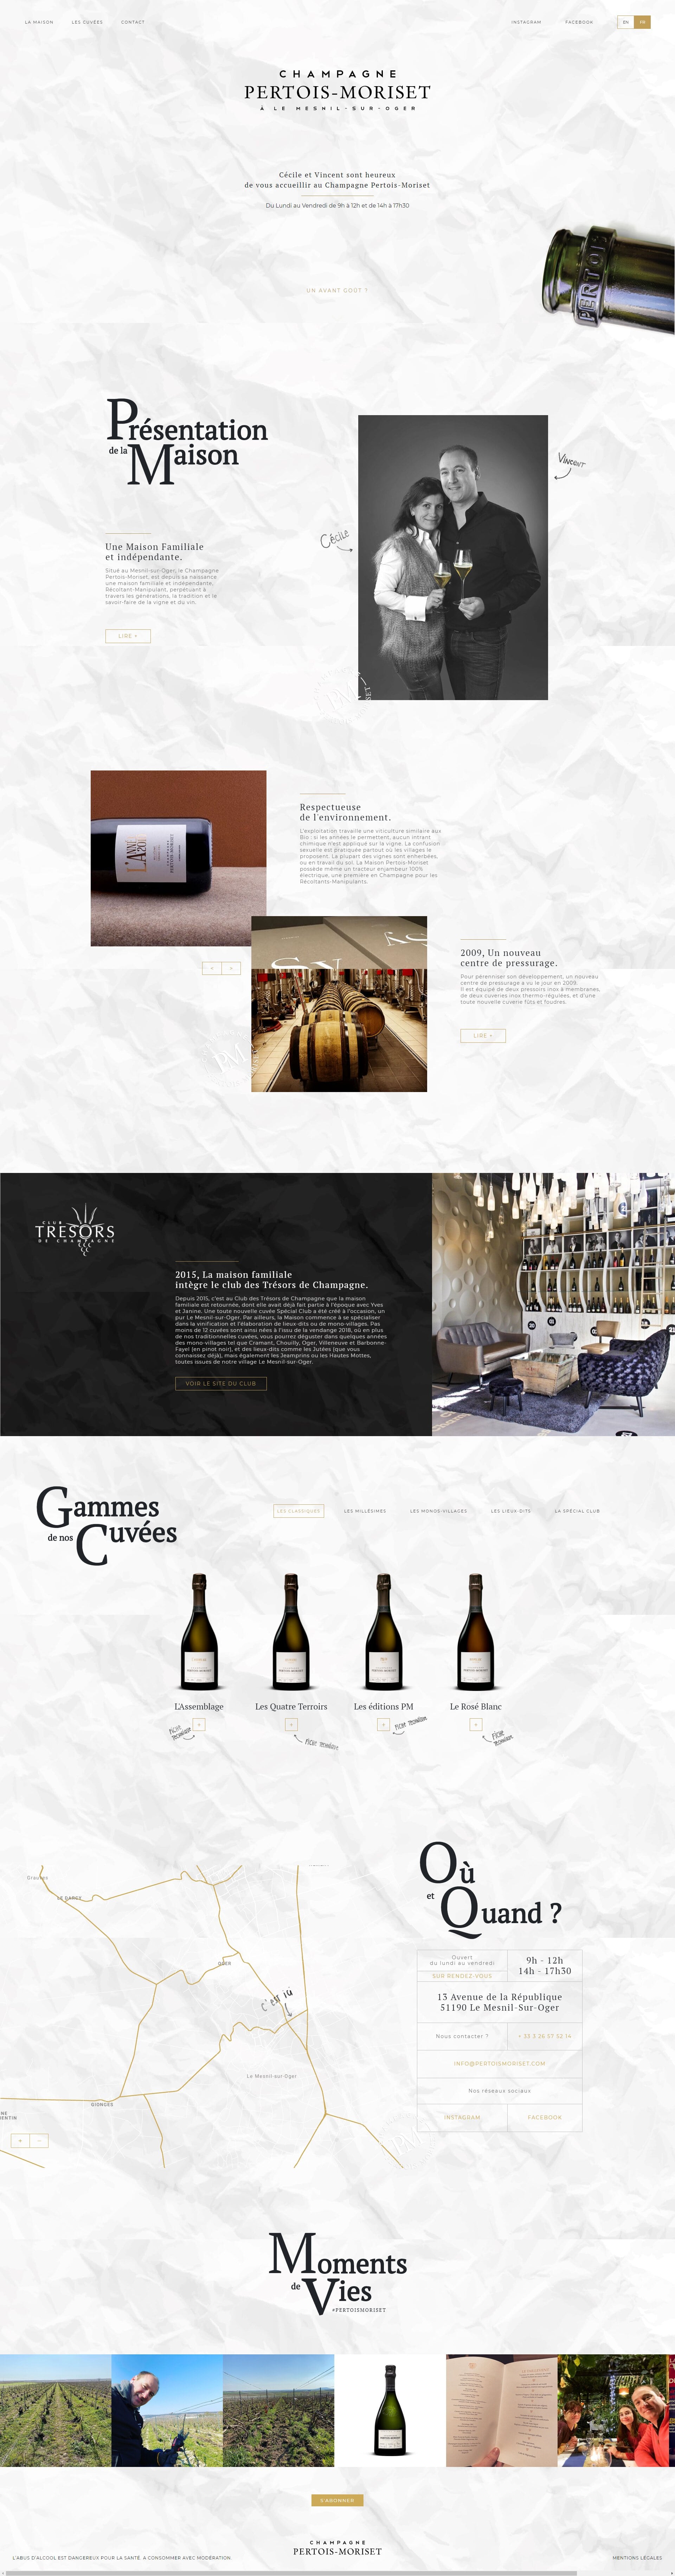 LA MAISON
LES CUVÉES
CONTACT
INSTAGRAM
FACEBOOK
EN
FR
CHAMPAGNE
PERTOIS-MORISET
À LE MESNIL-SUR-OGER
Cécile et Vincent sont heureux
de vous accueillir au Champagne Pertois-Moriset
Du Lundi au Vendredi de 9h à 12h et de 14h à 17h30
UN AVANT GOÛT ?
PERTOIS
Présentation
de la Maison
Vincent
Cécile
Une Maison Familiale
et indépendante.
Situé au Mesnil-sur-Oger, le Champagne
Pertois-Moriset, est depuis sa naissance
une maison familiale et indépendante,
Récoltant-Manipulant, perpétuant à
travers les générations, la tradition et le
savoir-faire de la vigne et du vin.
LIRE +
Respectueuse
de l'environnement.
L'exploitation travaille une viticulture similaire aux
Bio : si les années le permettent, aucun intrant
chimique n'est appliqué sur la vigne. La confusion
sexuelle est pratiquée partout où les villages le
proposent. La plupart des vignes sont enherbées,
ou en travail du sol. La Maison Pertois-Moriset
possède même un tracteur enjambeur 100%
électrique, une première en Champagne pour les
Récoltants-Manipulants.
PERTOIS-MORISET
2009, Un nouveau
centre de pressurage.
Pour pérenniser son développement, un nouveau
centre de pressurage a vu le jour en 2009.
Il est équipé de deux pressoirs inox à membranes,
de deux cuveries inox thermo-régulées, et d'une
toute nouvelle cuverie fûts et foudres.
LIRE +
PM
CLUB
TRESORS
DE CHAMPAGNE
2015, La maison familiale
intègre le club des Trésors de Champagne.
Depuis 2015, c'est au Club des Trésors de Champagne que la maison
familiale est retournée, dont elle avait déjà fait partie à l'époque avec Yves
et Janine. Une toute nouvelle cuvée Spécial Club a été créé à l'occasion, un
pur Le Mesnil-sur-Oger. Par ailleurs, la Maison commence à se spécialiser
dans la vinification et l'élaboration de lieux-dits ou de mono-villages. Pas
moins de 12 cuvées sont ainsi nées à l'issu de la vendange 2018, où en plus
de nos traditionnelles cuvées, vous pourrez déguster dans quelques années
des mono-villages tel que Cramant, Chouilly, Oger, Villeneuve et Barbonne-
Fayel (en pinot noir), et des lieux-dits comme les Jutées (que vous
connaissez déjà), mais également les Jeamprins ou les Hautes Mottes,
toutes issues de notre village Le Mesnil-sur-Oger.
VOIR LE SITE DU CLUB
Gammes
de nos Cuvées
LES CLASSIQUES
LES MILLÉSIMES
LES MONOS-VILLAGES
LES LIEUX-DITS
LA SPÉCIAL CLUB
L'Assemblage
Les Quatre Terroirs
Les éditions PM
Le Rosé Blanc
+
+
+
+
Fiche technique
Fiche technique
Fiche technique
Fiche technique
Où
et Quand ?
Ouvert
du lundi au vendredi
SUR RENDEZ-VOUS
9h - 12h
14h - 17h30
13 Avenue de la République
51190 Le Mesnil-Sur-Oger
Nous contacter ?
+ 33 3 26 57 52 14
INFO@PERTOISMORISET.COM
Nos réseaux sociaux
INSTAGRAM
FACEBOOK
Grauves
OGER
c'est ici
Le Mesnil-sur-Oger
GIONGES
+
-
Moments
de Vies
#PERTOISMORISET
S'ABONNER
CHAMPAGNE
PERTOIS-MORISET
L'ABUS D'ALCOOL EST DANGEREUX POUR LA SANTÉ. A CONSOMMER AVEC MODÉRATION.
MENTIONS LÉGALES